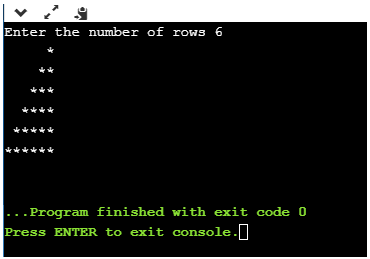 Enter the number of rows 6
     *
    **
   ***
  ****
 *****
******
...Program finished with exit code 0
Press ENTER to exit console.